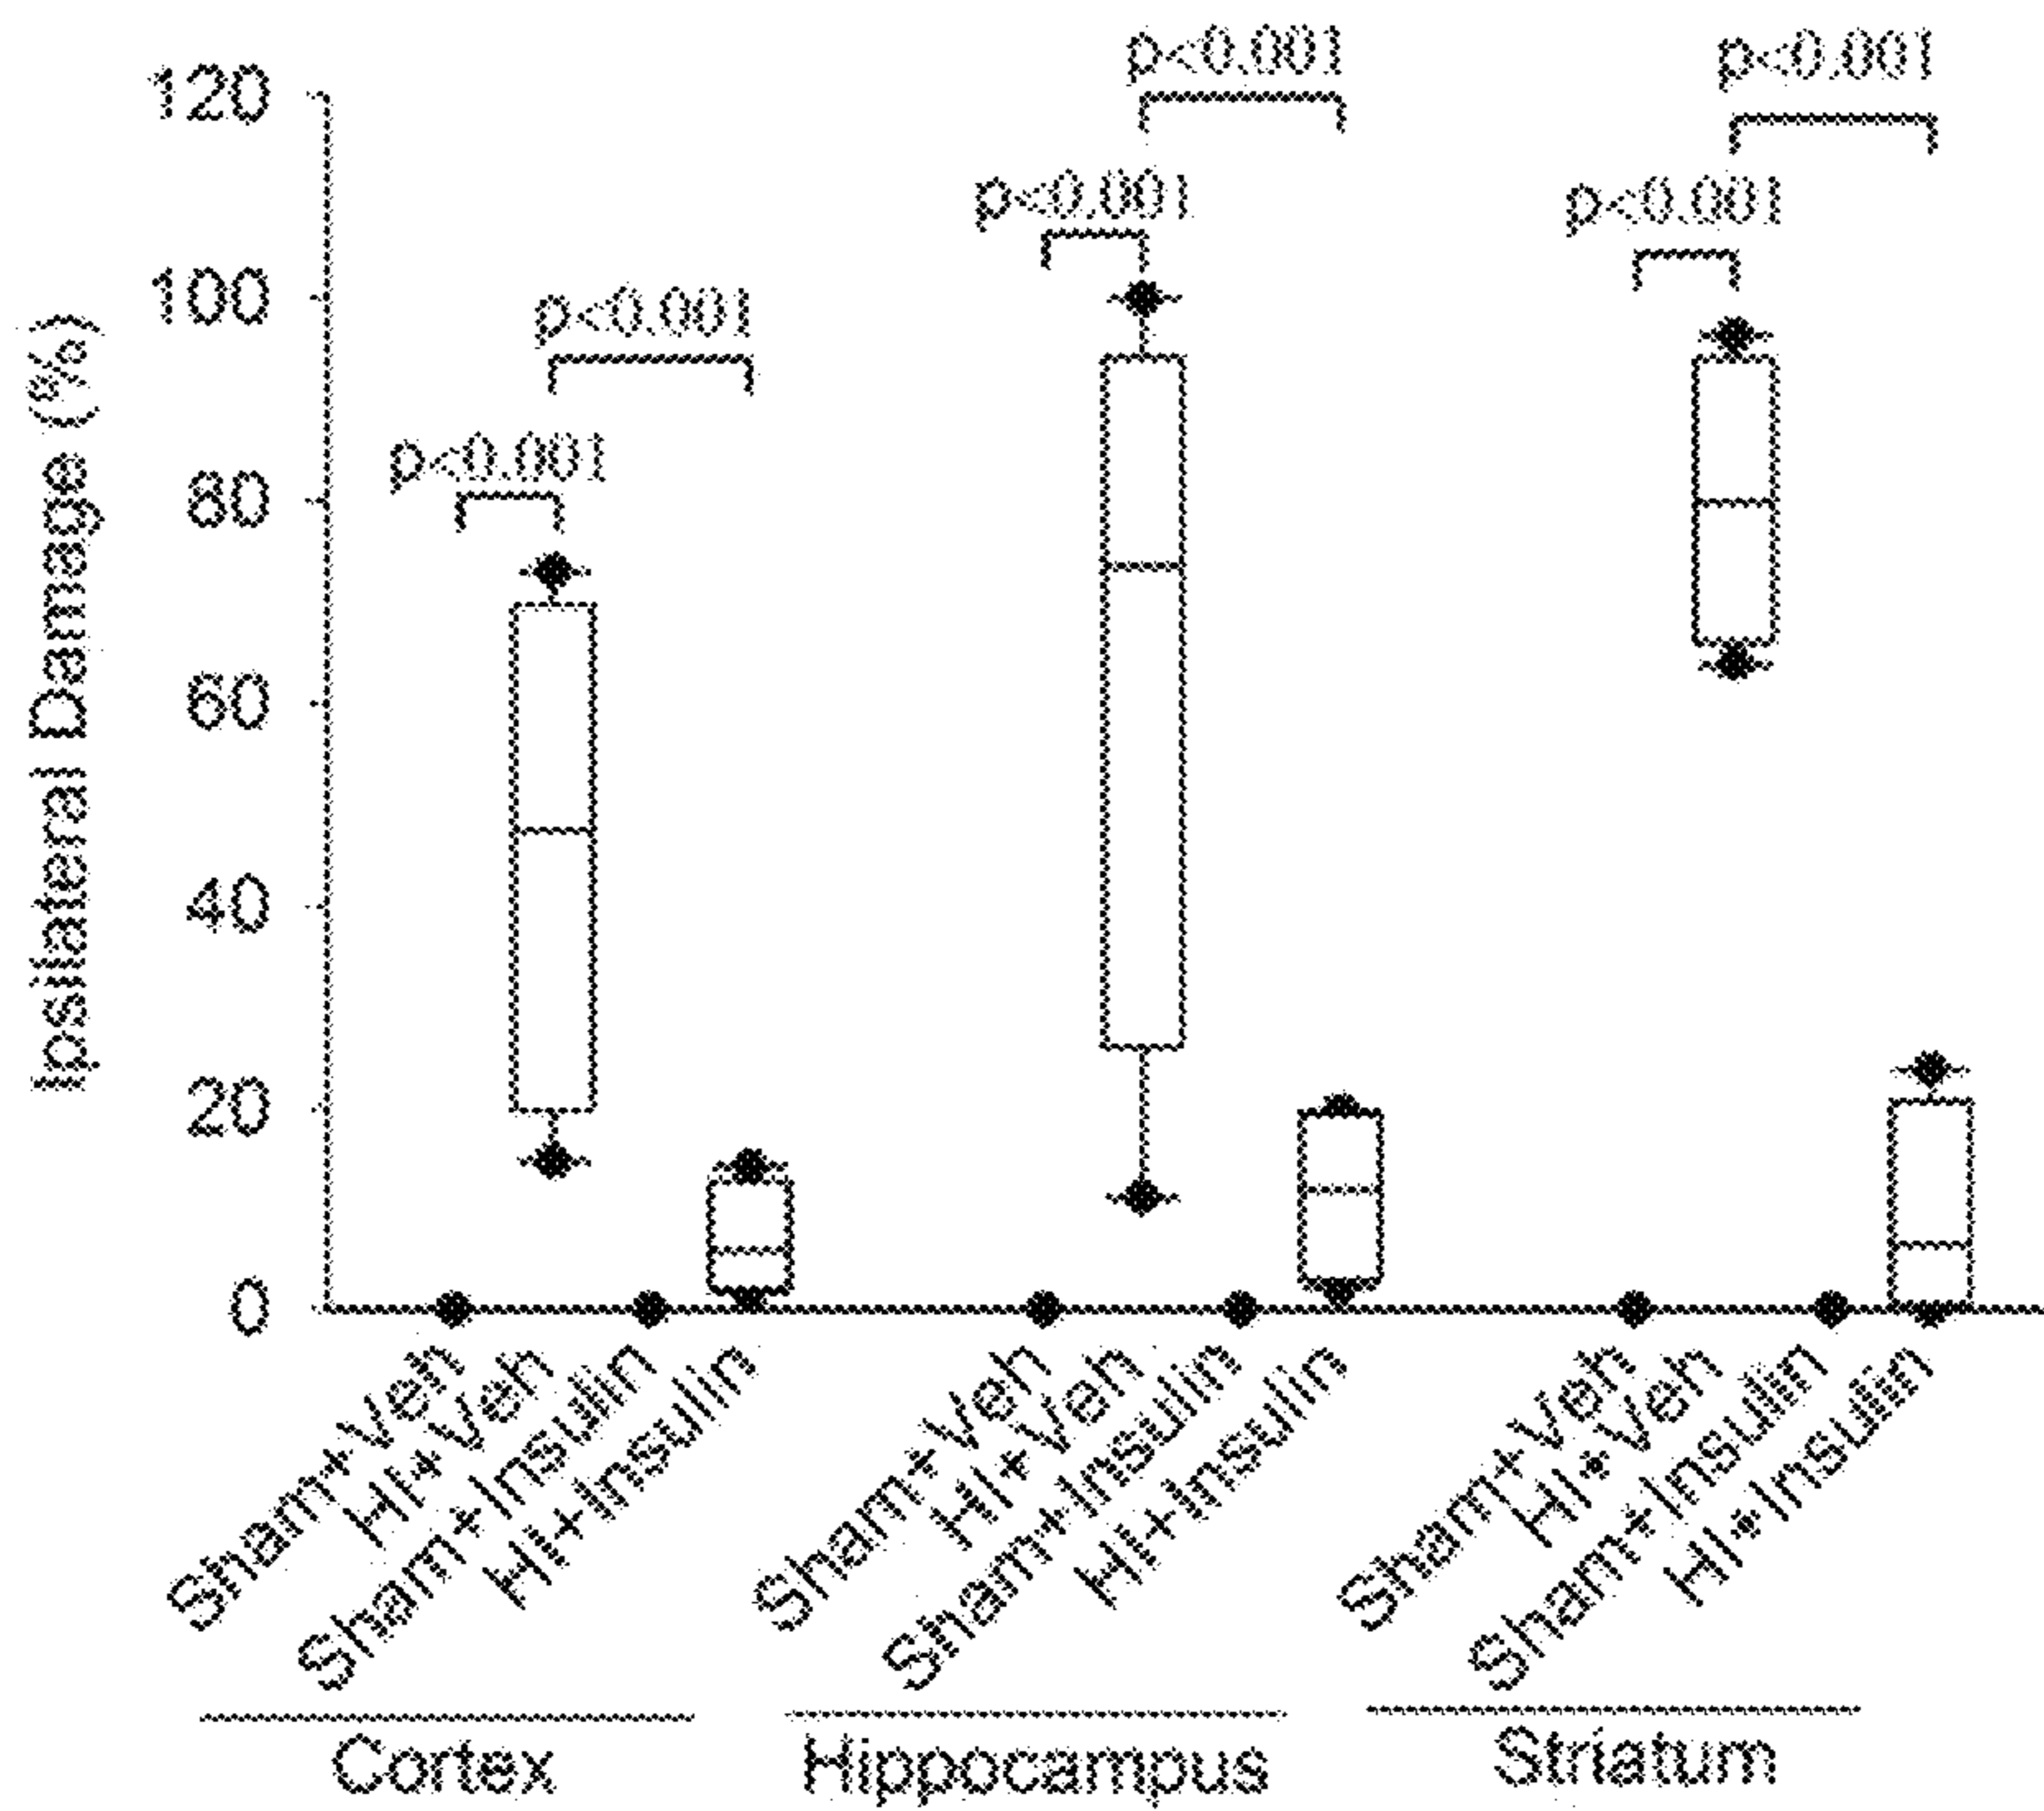 Ipsilateral Damage (%)
120
100
80
60
40
20
0
p<0.001
p<0.001
p<0.001
p<0.001
p<0.001
p<0.001
Sham+Veh
HI+Veh
Sham+Insulin
HI+Insulin
Sham+Veh
HI+Veh
Sham+Insulin
HI+Insulin
Sham+Veh
HI+Veh
Sham+Insulin
HI+Insulin
Cortex
Hippocampus
Striatum